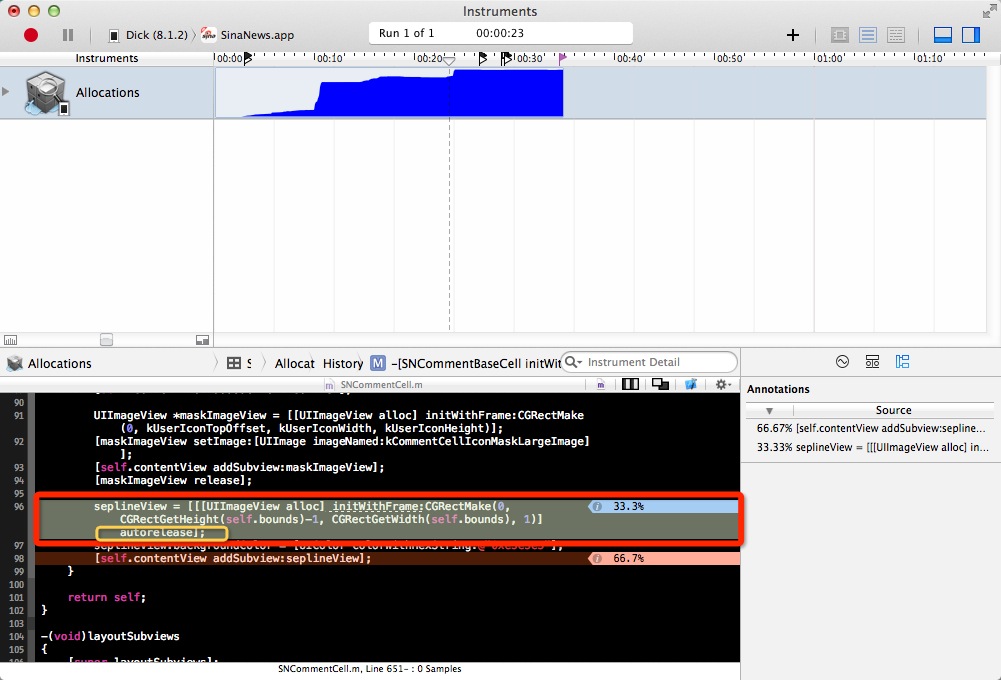 Instruments
Dick (8.1.2)
SinaNews.app
Run 1 of 1
00:00:23
Instruments
00:00
00:10
00:20
00:30
00:40
00:50
01:00
01:10
Allocations
Allocations
S
Allocat
History
M
-[SNCommentBaseCell initWit
Instrument Detail
m SNCommentCell.m
m
Annotations
Source
66.67% [self.contentView addSubview:sepline...
33.33% seplineView = [[[UIImageView alloc] in...
90
91 UIImageView *maskImageView = [[UIImageView alloc] initWithFrame:CGRectMake
(0, kUserIconTopOffset, kUserIconWidth, kUserIconHeight)];
92 [maskImageView setImage:[UIImage imageNamed:kCommentCellIconMaskLargeImage]
];
93 [self.contentView addSubview:maskImageView];
94 [maskImageView release];
95
96 seplineView = [[[UIImageView alloc] initWithFrame:CGRectMake(0, 33.3%
CGRectGetHeight(self.bounds)-1, CGRectGetWidth(self.bounds), 1)]
autorelease];
97 seplineView.backgroundColor = [UIColor colorWithHexString:
98 [self.contentView addSubview:seplineView]; 66.7%
99 }
100
101 return self;
102 }
103
104 -(void)layoutSubviews
105 {
106 [super layoutSubviews];
SNCommentCell.m, Line 651- : 0 Samples